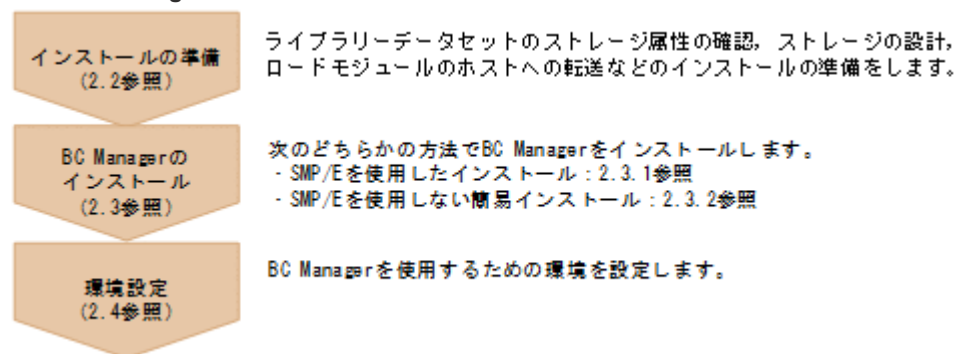 インストールの準備
(2.2参照)
ライブラリーデータセットのストレージ属性の確認, ストレージの設計,
ロードモジュールのホストへの転送などのインストールの準備をします。
BC Managerの
インストール
(2.3参照)
次のどちらかの方法でBC Managerをインストールします。
・SMP/Eを使用したインストール：2.3.1参照
・SMP/Eを使用しない簡易インストール：2.3.2参照
環境設定
(2.4参照)
BC Managerを使用するための環境を設定します。